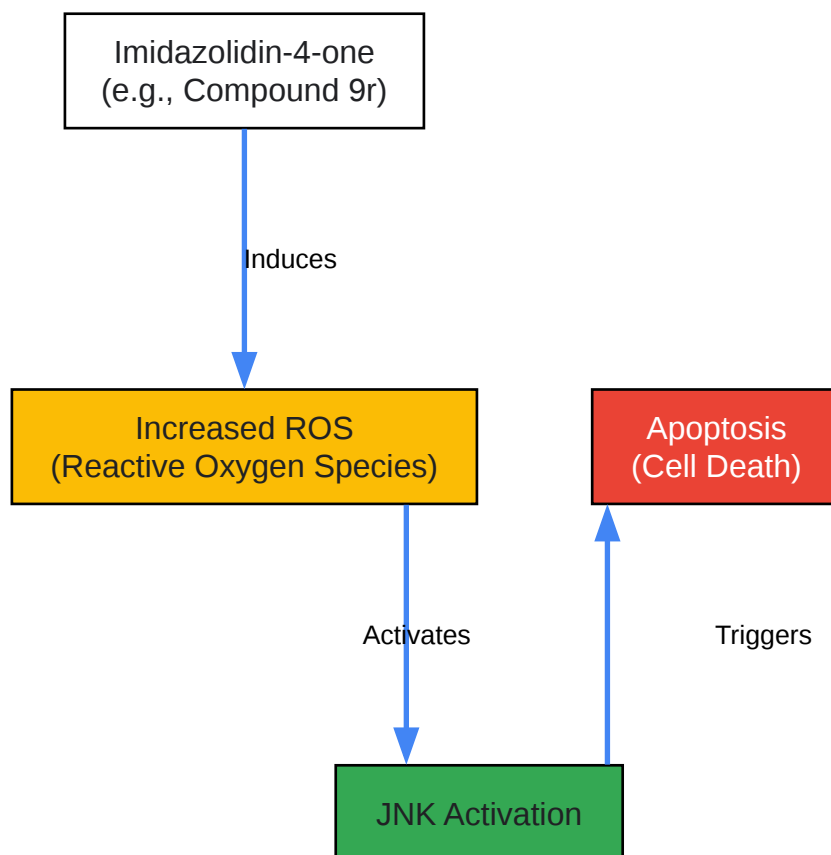 Imidazolidin-4-one
(e.g., Compound 9r)
Induces
Increased ROS
(Reactive Oxygen Species)
Apoptosis
(Cell Death)
Activates
Triggers
JNK Activation